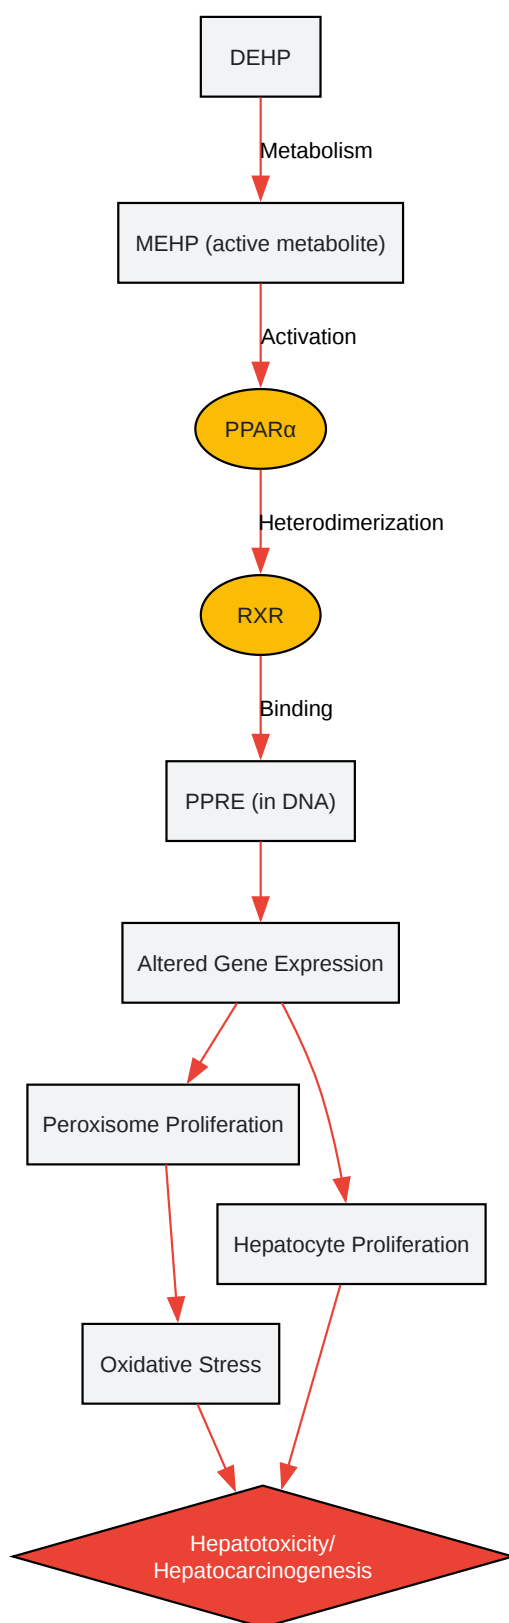 DEHP
Metabolism
MEHP (active metabolite)
Activation
PPARα
Heterodimerization
RXR
Binding
PPRE (in DNA)
Altered Gene Expression
Peroxisome Proliferation
Hepatocyte Proliferation
Oxidative Stress
Hepatotoxicity/
Hepatocarcinogenesis